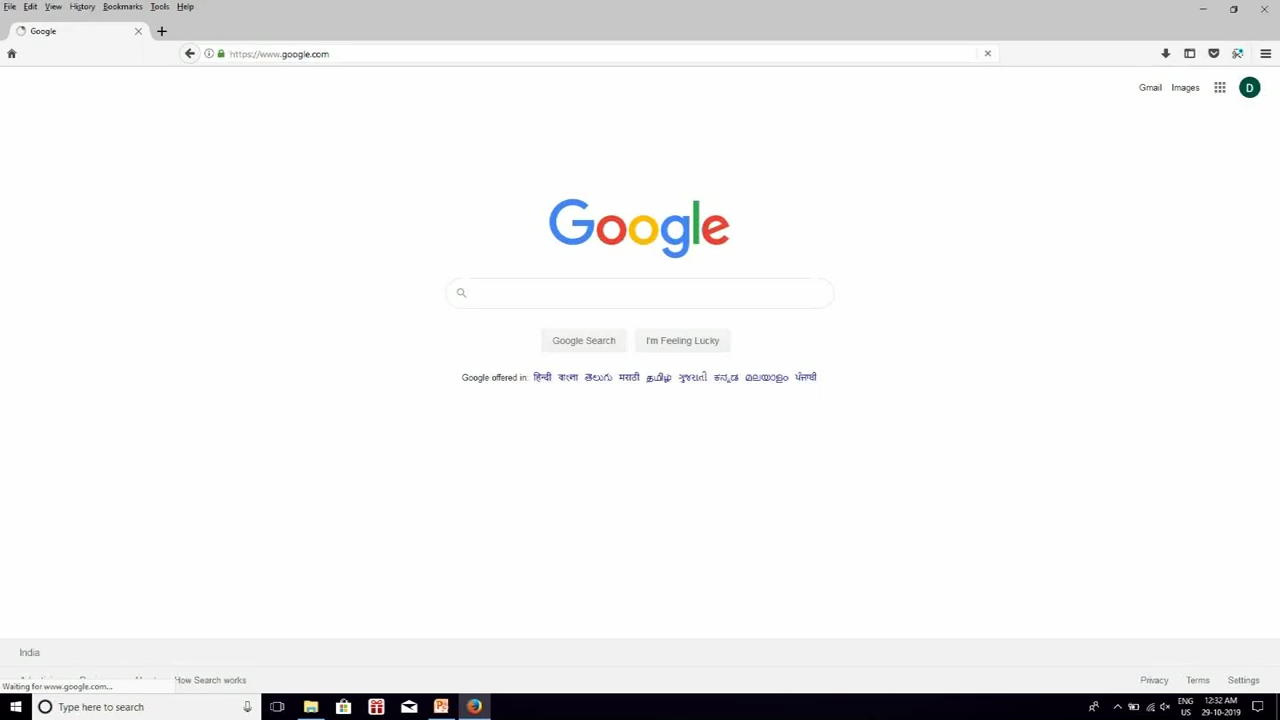 File Edit View History Bookmarks Tools Help
Google
https://www.google.com
Gmail Images D
Google
Google Search I'm Feeling Lucky
Google offered in: हिन्दी বাংলা తెలుగు मराठी தமிழ் ગુજરાતી ಕನ್ನಡ മലയാളം ਪੰਜਾਬੀ
India
How Search works Privacy Terms Settings
Waiting for www.google.com...
Type here to search
ENG 12:32 AM
US 29-10-2019